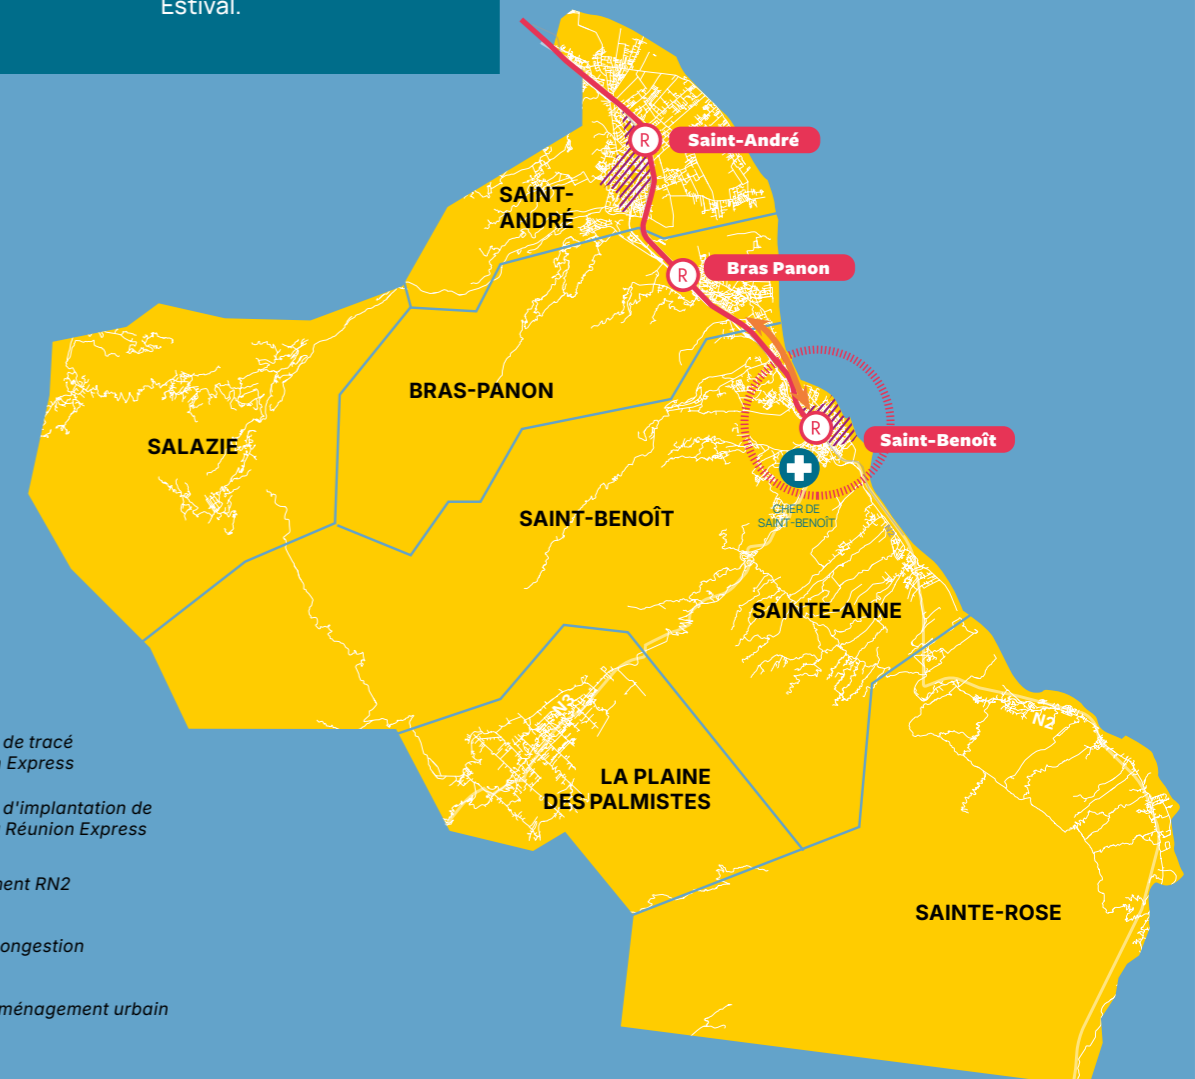 Estival.
Saint-André
SAINT-
ANDRÉ
R
R
Bras Panon
BRAS-PANON
SALAZIE
R
Saint-Benoît
CHER DE
SAINT-BENOÎT
SAINT-BENOÎT
N2
SAINTE-ANNE
N3
N2
LA PLAINE
DES PALMISTES
SAINTE-ROSE
de tracé
Express
d'implantation de
Réunion Express
ment RN2
ongestion
ménagement urbain